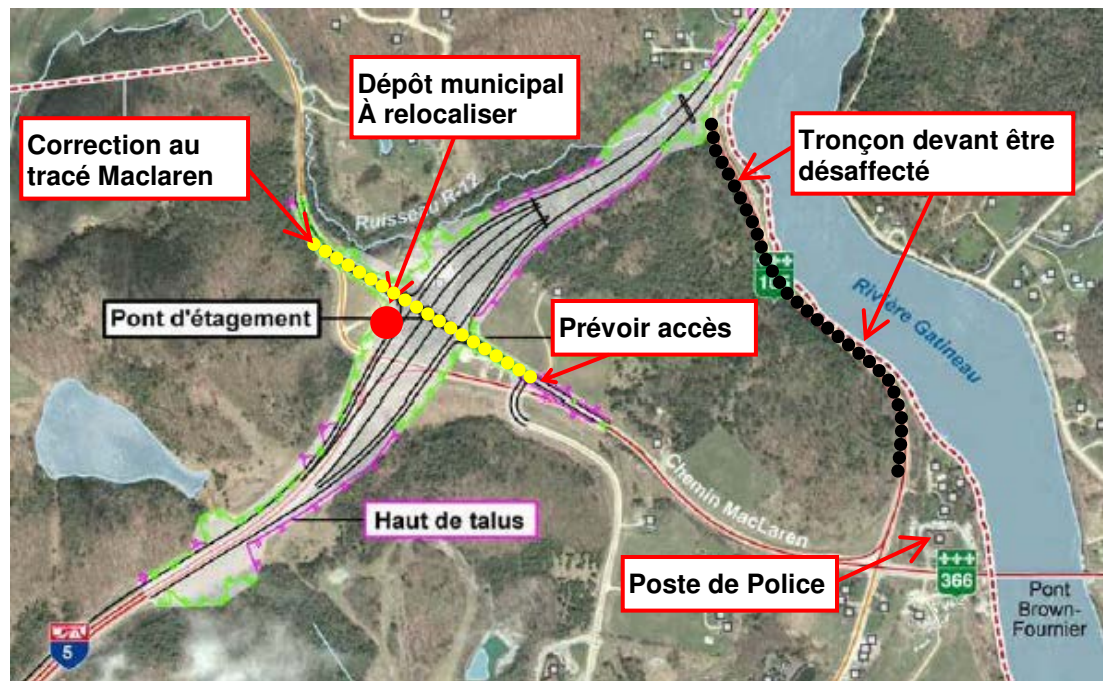 Dépôt municipal
À relocaliser
Correction au
tracé Maclaren
Tronçon devant être
désaffecté
Ruisseau R-12
Pont d'étagement
Prévoir accès
Rivière Gatineau
Chemin MacLaren
Haut de talus
Poste de Police
366
Pont
Brown-
Fournier
5